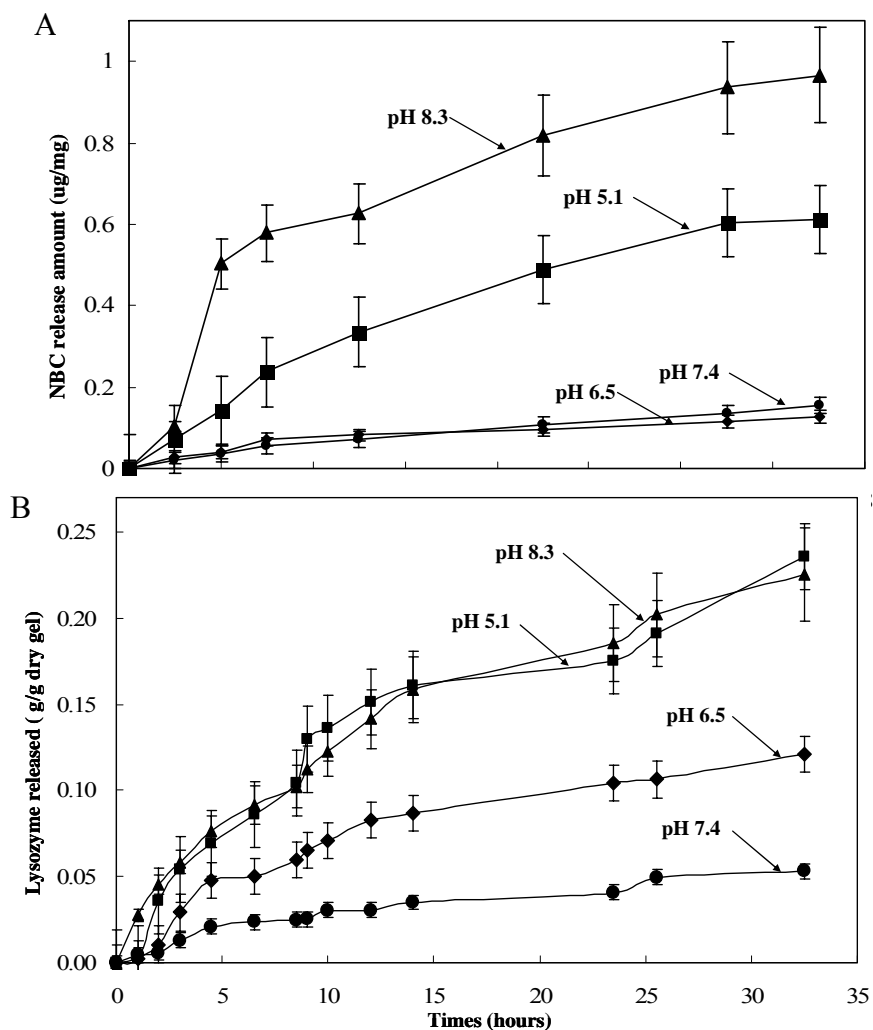 A
1
0.8
0.6
0.4
0.2
0
NBC release amount (ug/mg)
pH 8.3
pH 5.1
pH 7.4
pH 6.5
B
0.25
0.20
0.15
0.10
0.05
0.00
Lysozyme released ( g/g dry gel)
pH 8.3
pH 5.1
pH 6.5
pH 7.4
0 5 10 15 20 25 30 35
Times (hours)